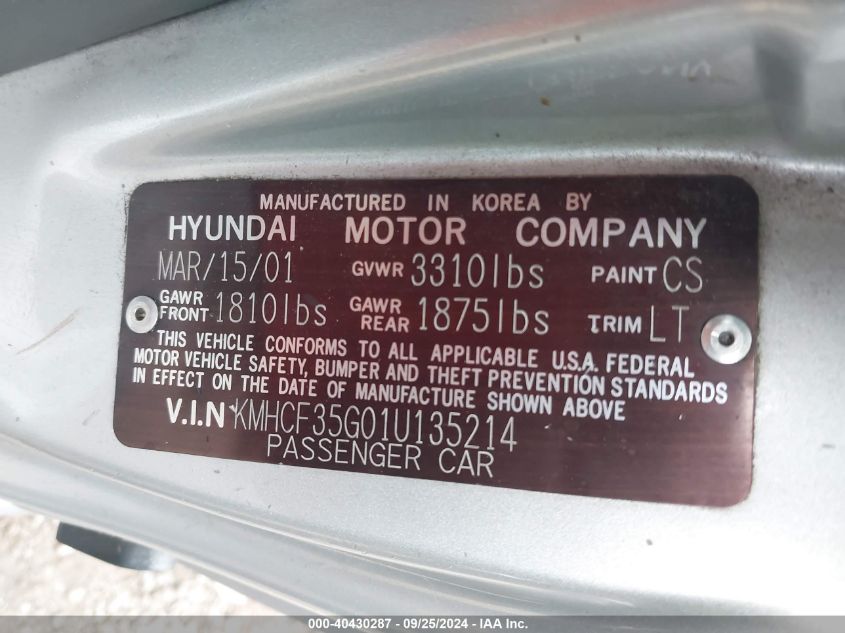 MANUFACTURED IN KOREA BY
HYUNDAI MOTOR COMPANY
MAR/15/01 GVWR 3310lbs PAINT CS
GAWR FRONT 1810lbs GAWR REAR 1875lbs TRIM LT
THIS VEHICLE CONFORMS TO ALL APPLICABLE U.S.A. FEDERAL
MOTOR VEHICLE SAFETY, BUMPER AND THEFT PREVENTION STANDARDS
IN EFFECT ON THE DATE OF MANUFACTURE SHOWN ABOVE
V.I.N KMHCF35G01U135214
PASSENGER CAR
000-40430287 - 09/25/2024 - IAA Inc.